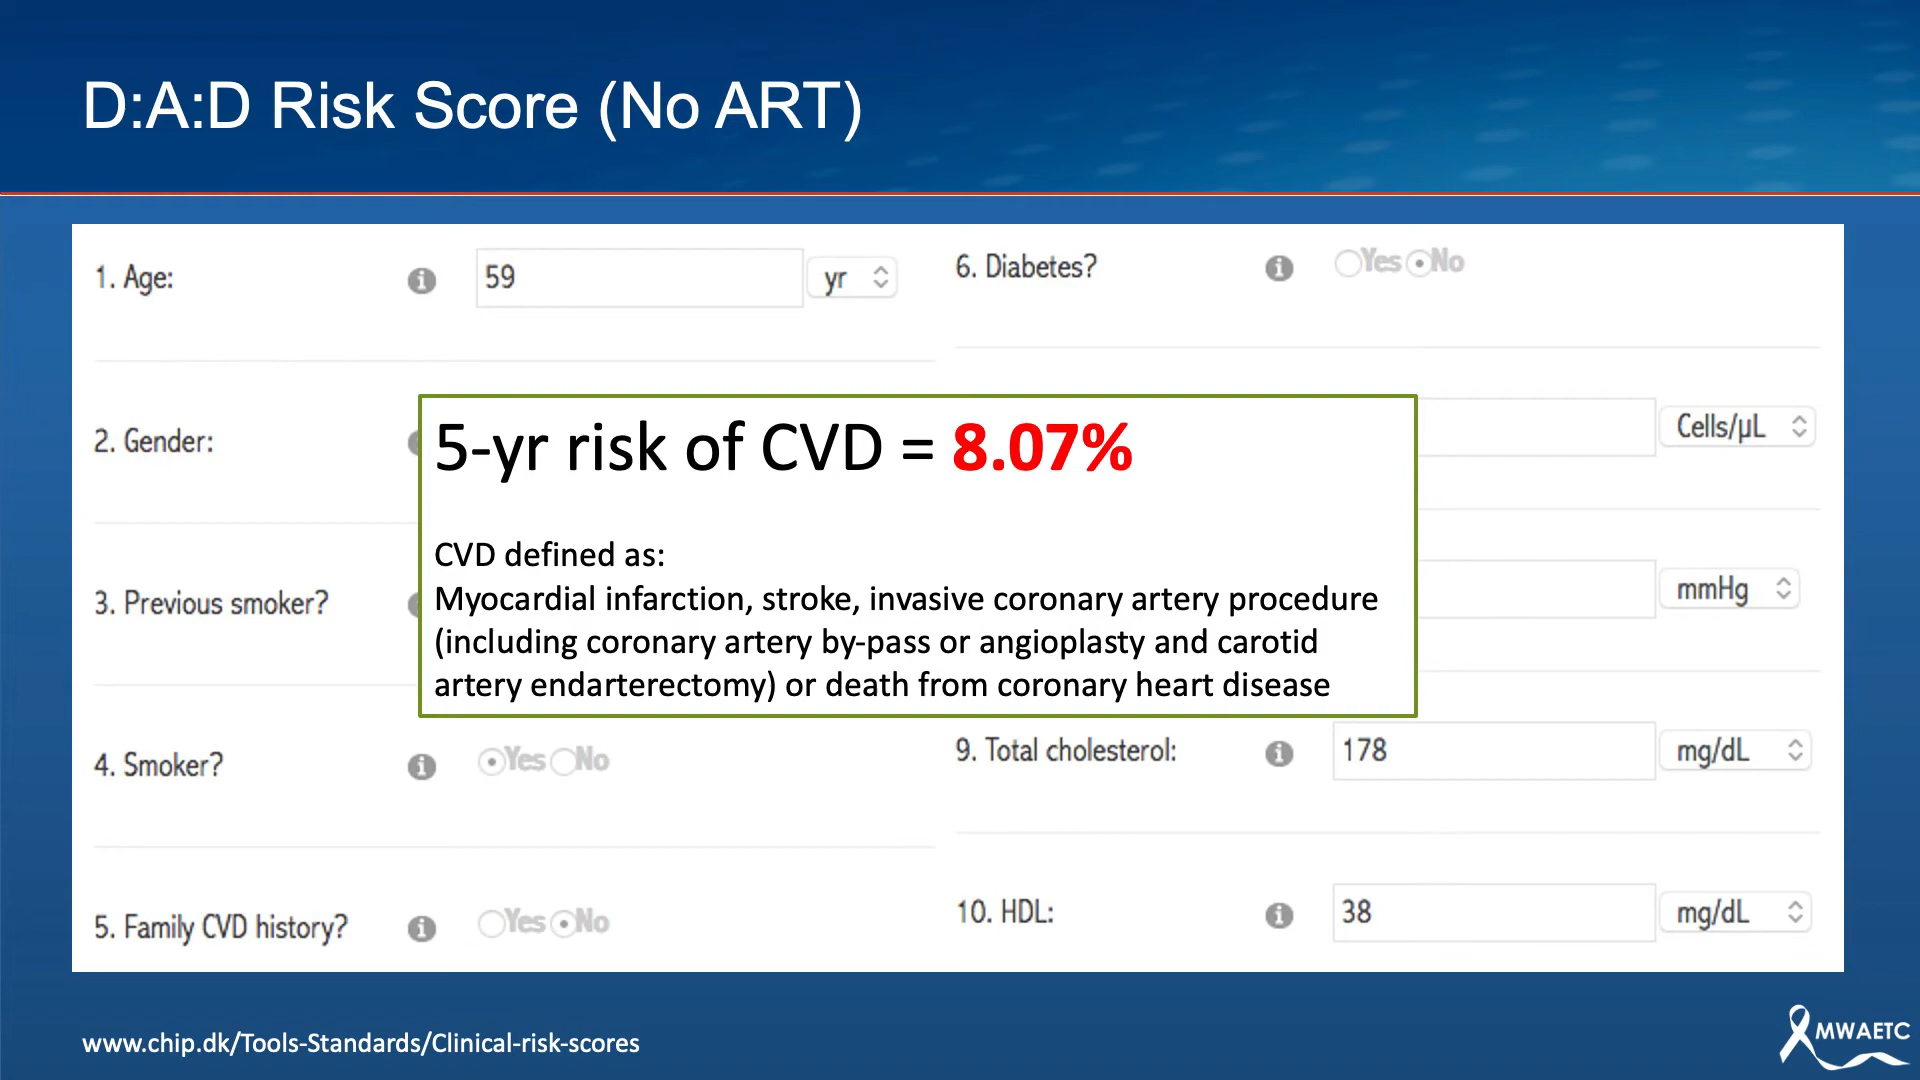 D:A:D Risk Score (No ART)
1. Age:
59
yr
6. Diabetes?
Yes No
2. Gender:
Cells/µL
5-yr risk of CVD = 8.07%
CVD defined as:
Myocardial infarction, stroke, invasive coronary artery procedure
(including coronary artery by-pass or angioplasty and carotid
artery endarterectomy) or death from coronary heart disease
3. Previous smoker?
mmHg
4. Smoker?
Yes No
9. Total cholesterol:
178
mg/dL
5. Family CVD history?
Yes No
10. HDL:
38
mg/dL
www.chip.dk/Tools-Standards/Clinical-risk-scores
MWAETC